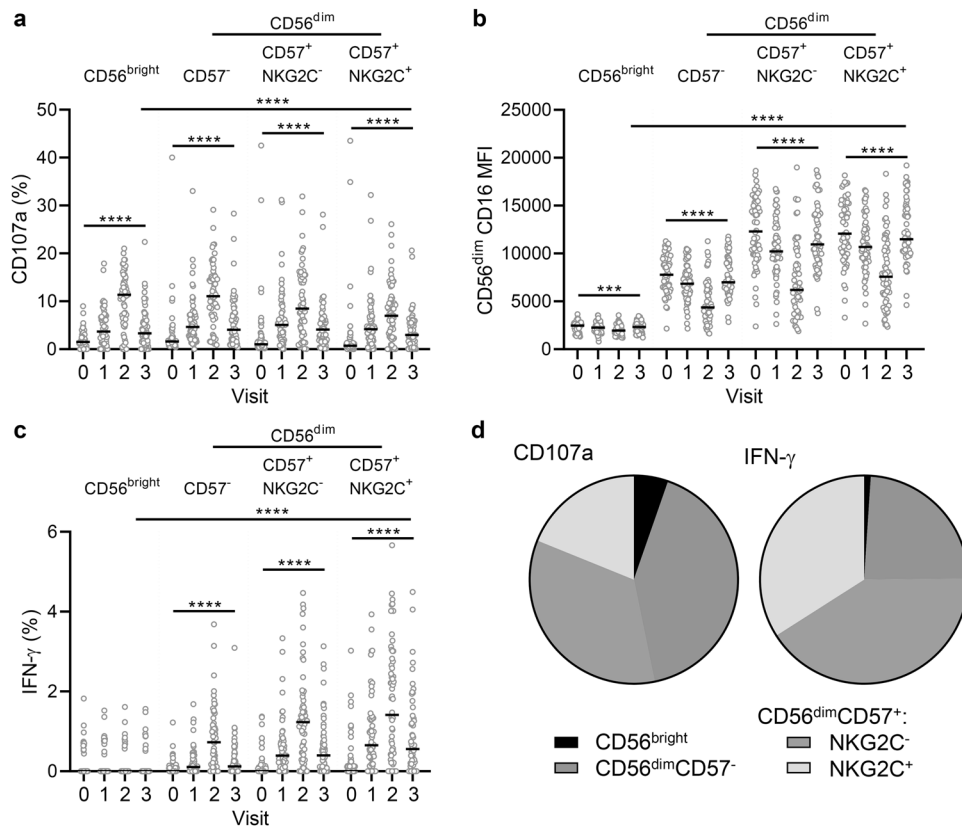 a
CD56dim
CD57+ CD57+
CD56bright CD57- NKG2C- NKG2C+
****
**** **** **** ****
CD107a (%)
50
40
30
20
10
0
0 1 2 3 0 1 2 3 0 1 2 3 0 1 2 3
Visit
b
CD56dim
CD57+ CD57+
CD56bright CD57- NKG2C- NKG2C+
****
*** **** **** ****
CD56dim CD16 MFI
25000
20000
15000
10000
5000
0
0 1 2 3 0 1 2 3 0 1 2 3 0 1 2 3
Visit
c
CD56dim
CD57+ CD57+
CD56bright CD57- NKG2C- NKG2C+
****
**** **** ****
IFN-γ (%)
6
4
2
0
0 1 2 3 0 1 2 3 0 1 2 3 0 1 2 3
Visit
d
CD107a IFN-γ
CD56bright
CD56dimCD57-
CD56dimCD57+:
NKG2C-
NKG2C+